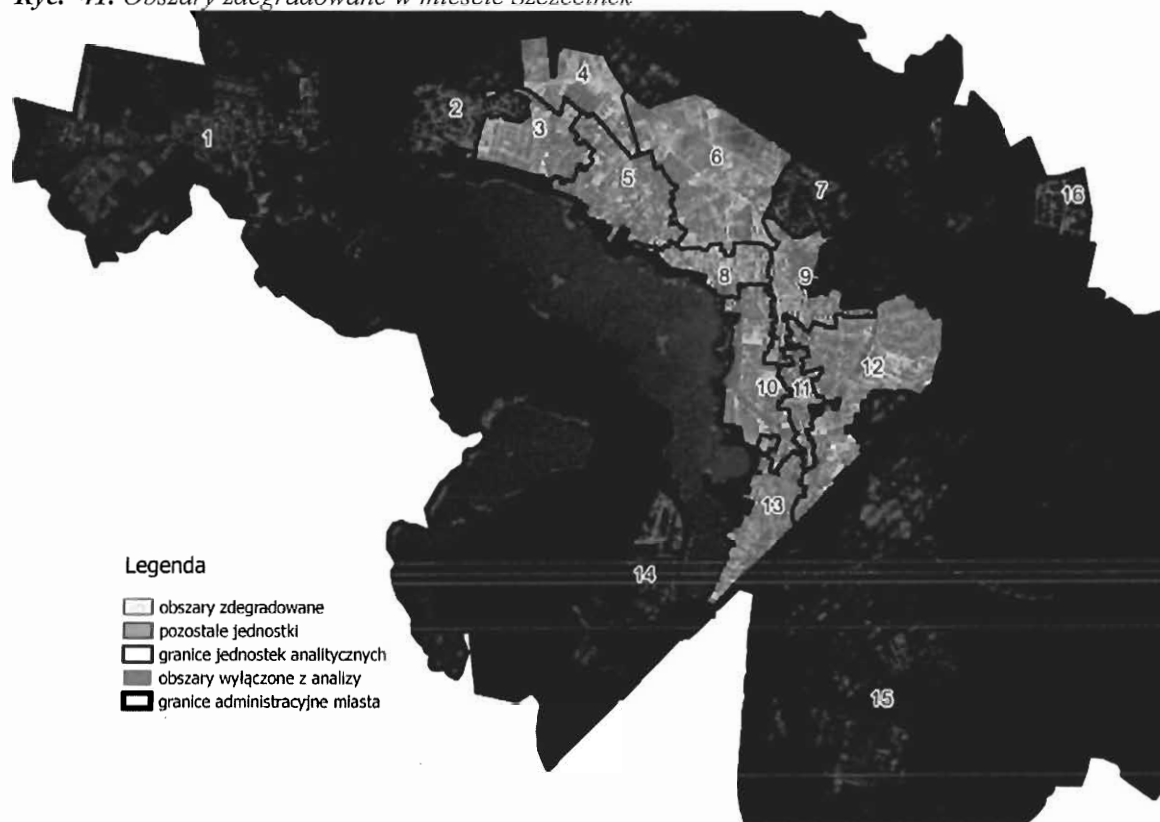 Ryc. 41. Obszary zdegradowane w mieście Szczecinek
4
2
1
3
6
5
7
16
8
9
12
10
11
13
14
15
Legenda
obszary zdegradowane
pozostałe jednostki
granice jednostek analitycznych
obszary wyłączone z analizy
granice administracyjne miasta